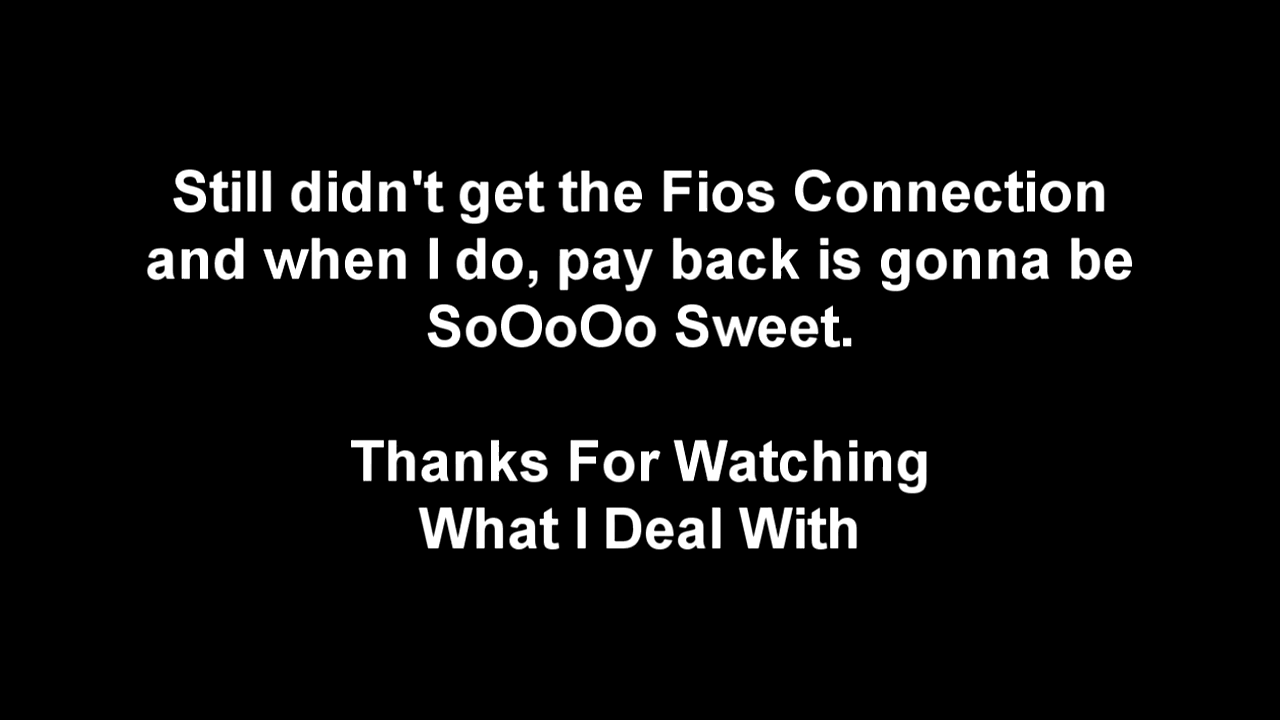 Still didn't get the Fios Connection
and when I do, pay back is gonna be
SoOoOo Sweet.
Thanks For Watching
What I Deal With